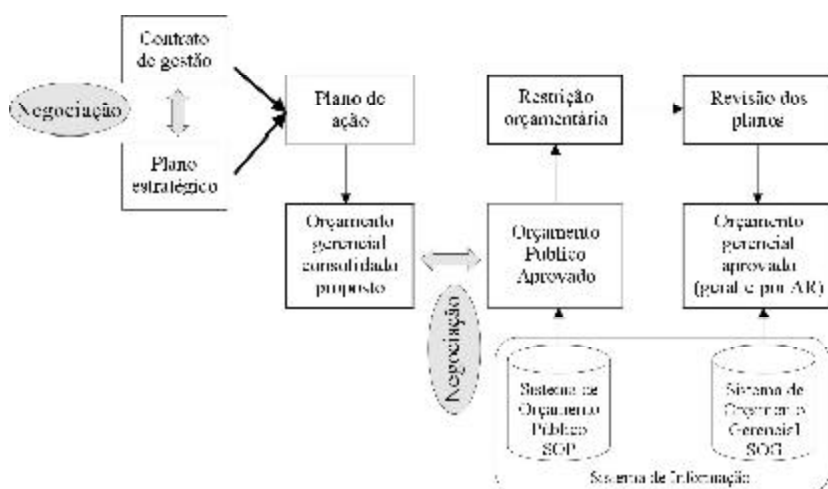 Contrato
de gestão
Negociação
Plano
estratégico
Plano de
ação
Restrição
orçamentária
Revisão dos
planos
Orçamento
gerencial
consolidado
proposto
Negociação
Orçamento
Público
Aprovado
Orçamento
gerencial
aprovado
(geral e por AR)
Sistema de
Orçamento
Público
SOP
Sistema de
Orçamento
Gerencial
SOG
Sistema de Informação